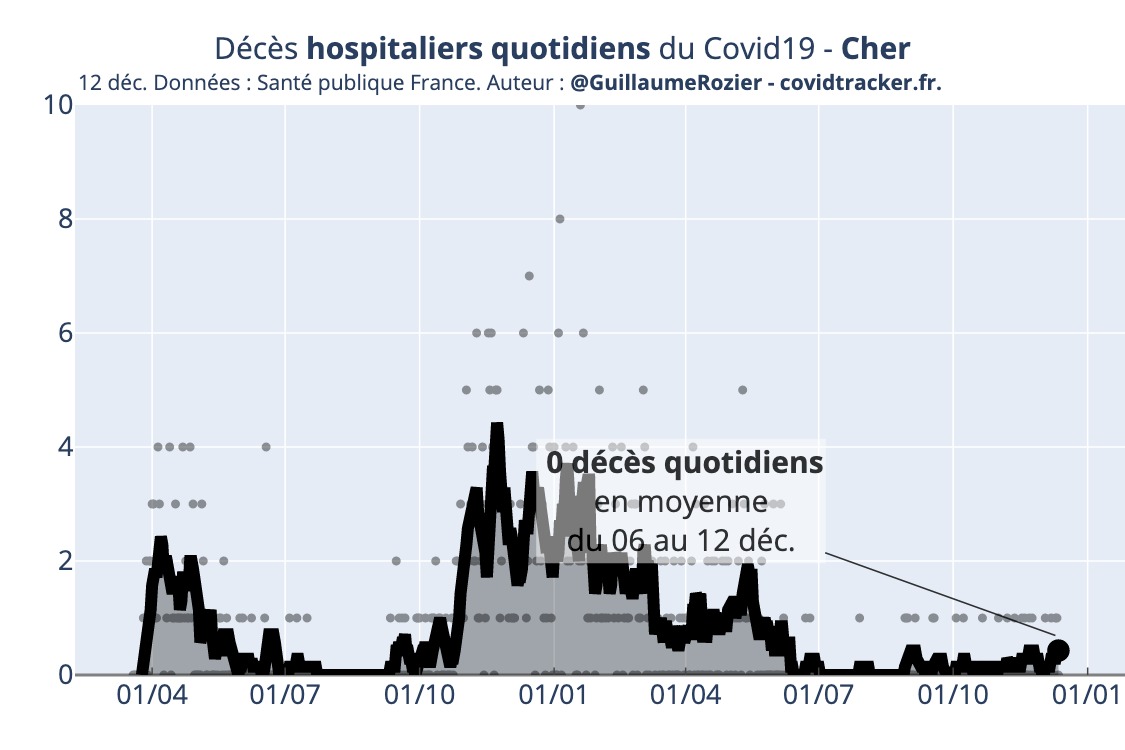 Décès hospitaliers quotidiens du Covid19 - Cher
12 déc. Données : Santé publique France. Auteur : @GuillaumeRozier - covidtracker.fr.
10
8
6
4
2
0
0 décès quotidiens
en moyenne
du 06 au 12 déc.
01/04 01/07 01/10 01/01 01/04 01/07 01/10 01/01